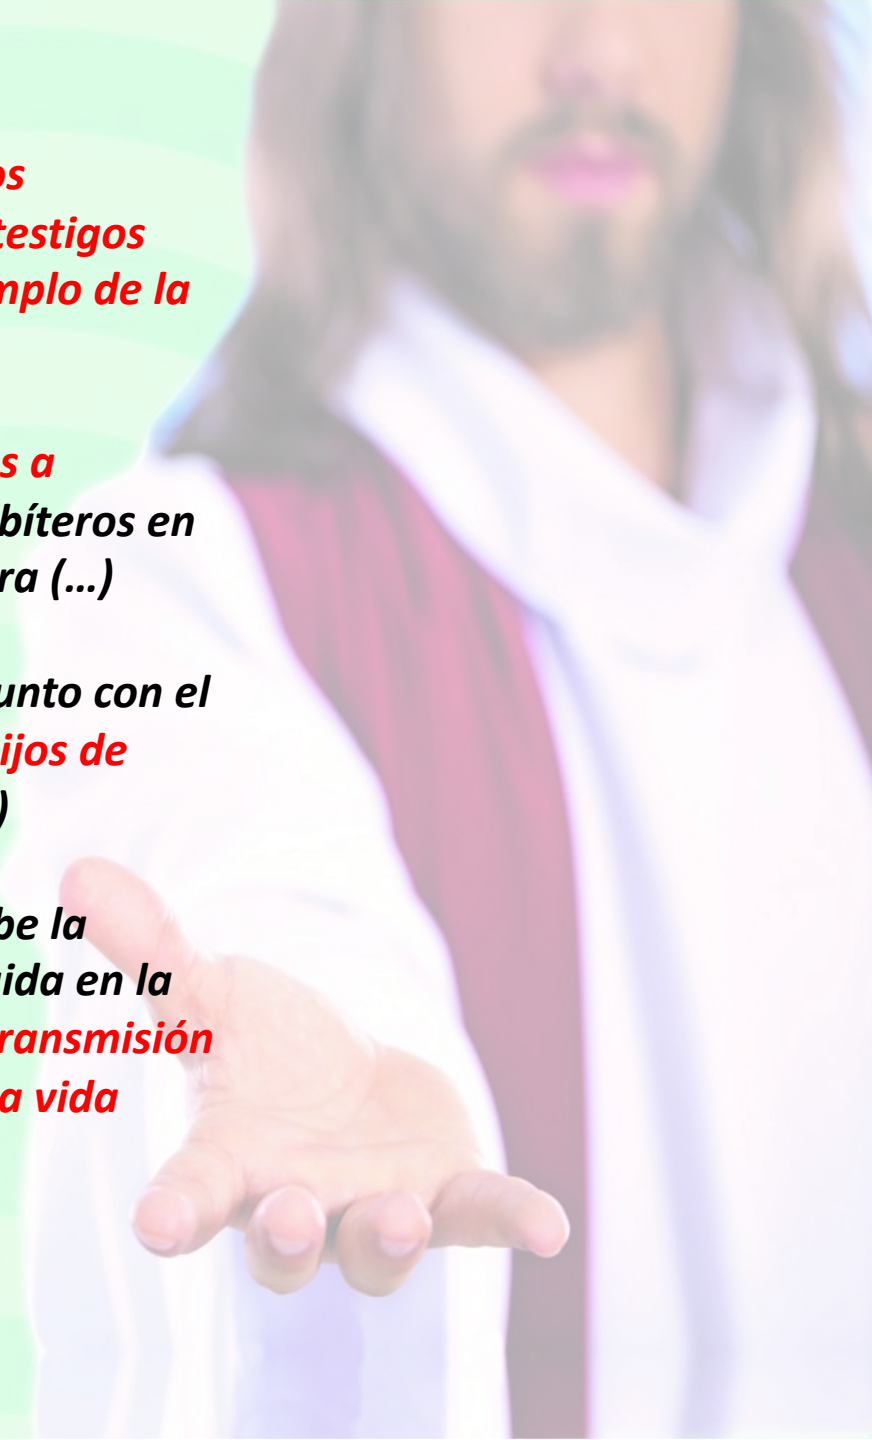 os
testigos
mplo de la
s a
bíteros en
ra (…)
unto con el
ijos de
)
be la
ida en la
ransmisión
a vida